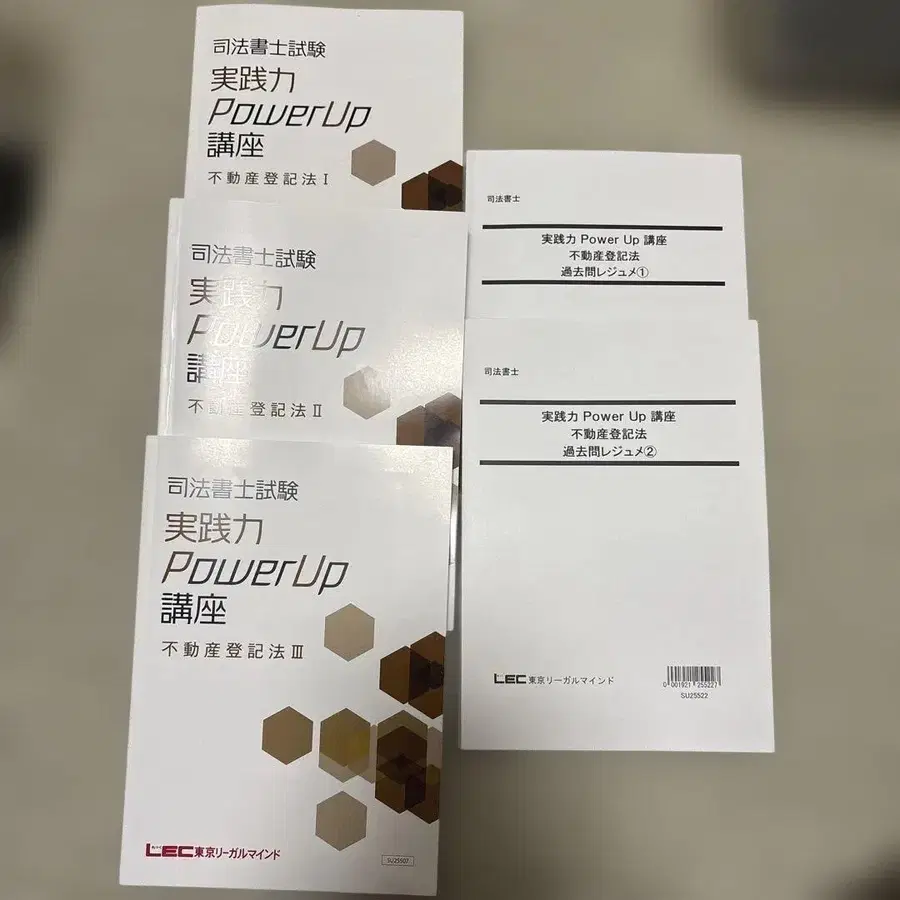 司法書士試験
実践力
PowerUp
講座
不動産登記法Ⅰ
司法書士試験
実践力
PowerUp
講座
不動産登記法Ⅱ
司法書士試験
実践力
PowerUp
講座
不動産登記法Ⅲ
LEC東京リーガルマインド
SU25507
司法書士
実践力 Power Up 講座
不動産登記法
過去問レジュメ①
司法書士
実践力 Power Up 講座
不動産登記法
過去問レジュメ②
LEC東京リーガルマインド
0 001921 255227
SU25522